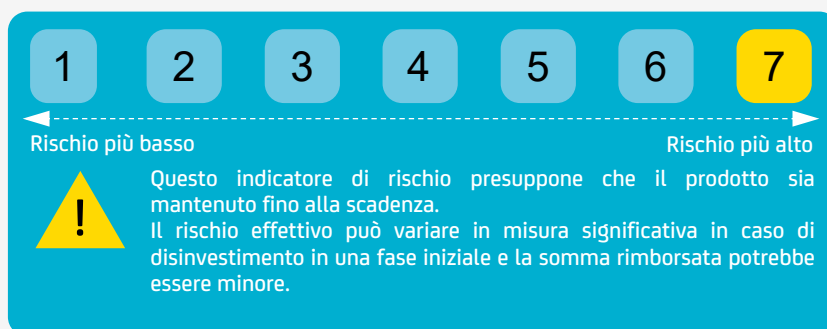 1 2 3 4 5 6 7
Rischio più basso Rischio più alto
Questo indicatore di rischio presuppone che il prodotto sia
mantenuto fino alla scadenza.
Il rischio effettivo può variare in misura significativa in caso di
disinvestimento in una fase iniziale e la somma rimborsata potrebbe
essere minore.
!